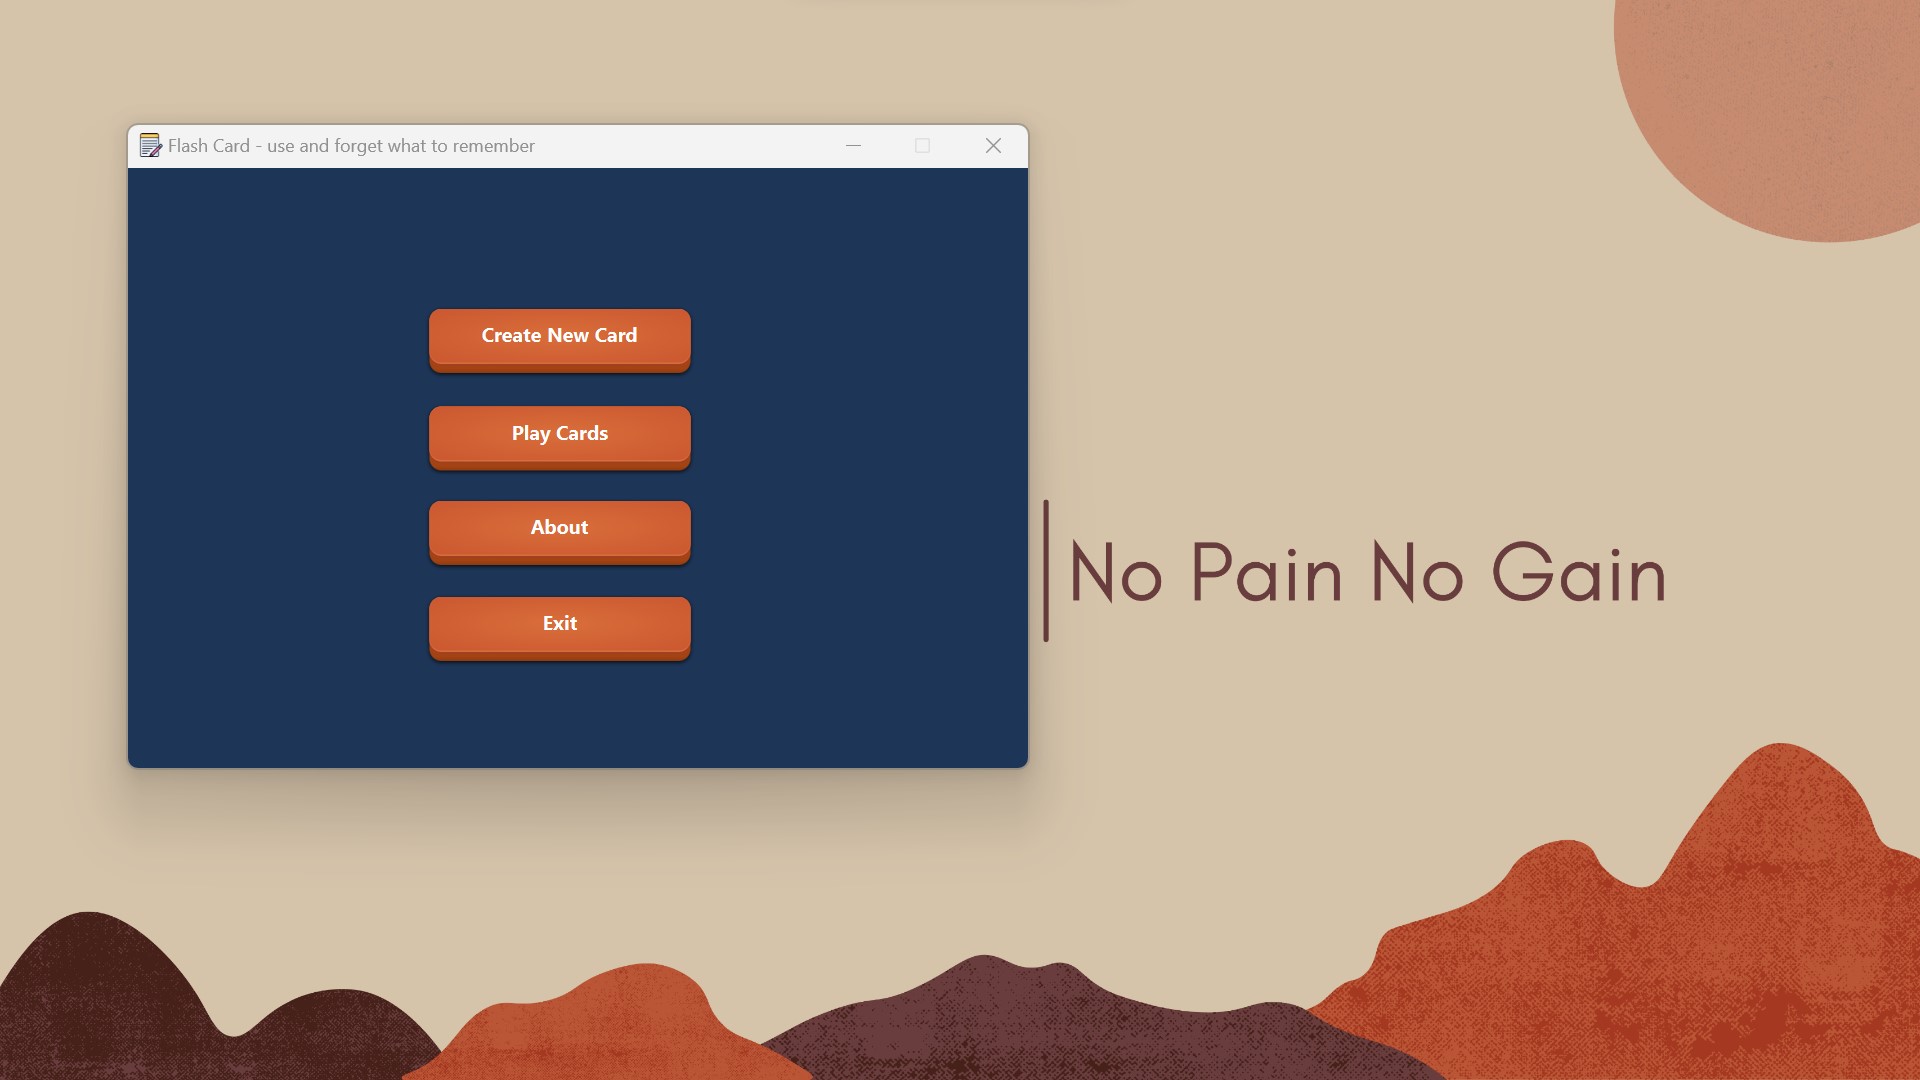 Flash Card - use and forget what to remember
Create New Card
Play Cards
About
Exit
No Pain No Gain